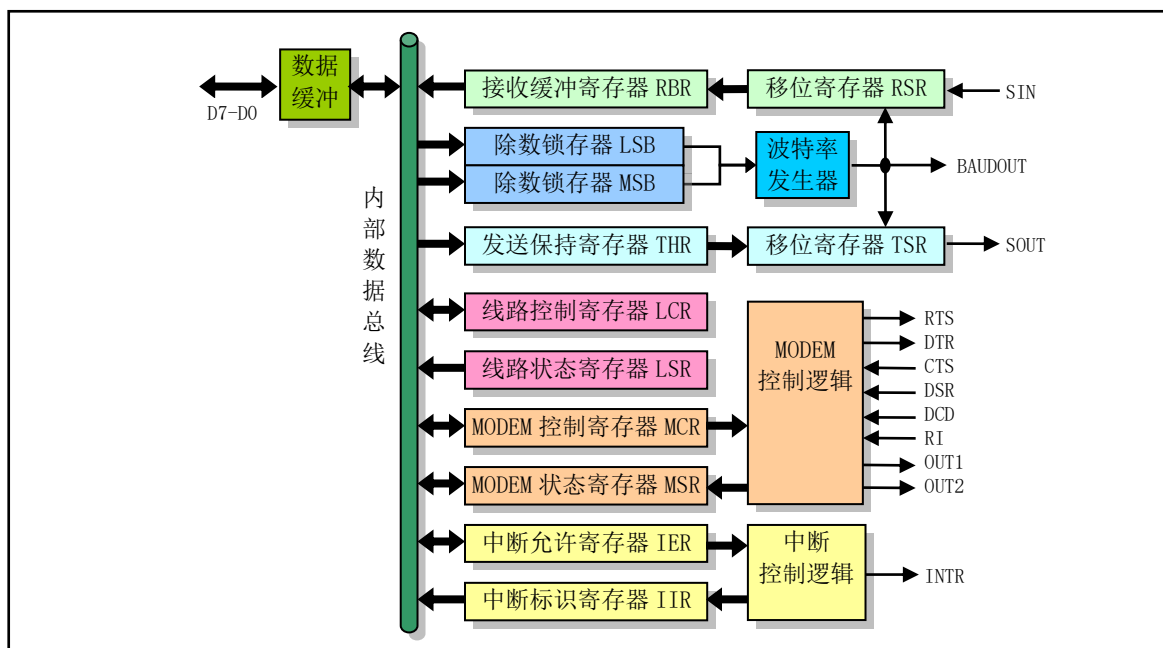 数据
缓冲
D7-D0
内部数据总线
接收缓冲寄存器 RBR
移位寄存器 RSR
SIN
除数锁存器 LSB
除数锁存器 MSB
波特率
发生器
BAUDOUT
发送保持寄存器 THR
移位寄存器 TSR
SOUT
线路控制寄存器 LCR
线路状态寄存器 LSR
MODEM 控制寄存器 MCR
MODEM 状态寄存器 MSR
MODEM
控制逻辑
RTS
DTR
CTS
DSR
DCD
RI
OUT1
OUT2
中断允许寄存器 IER
中断标识寄存器 IIR
中断
控制逻辑
INTR